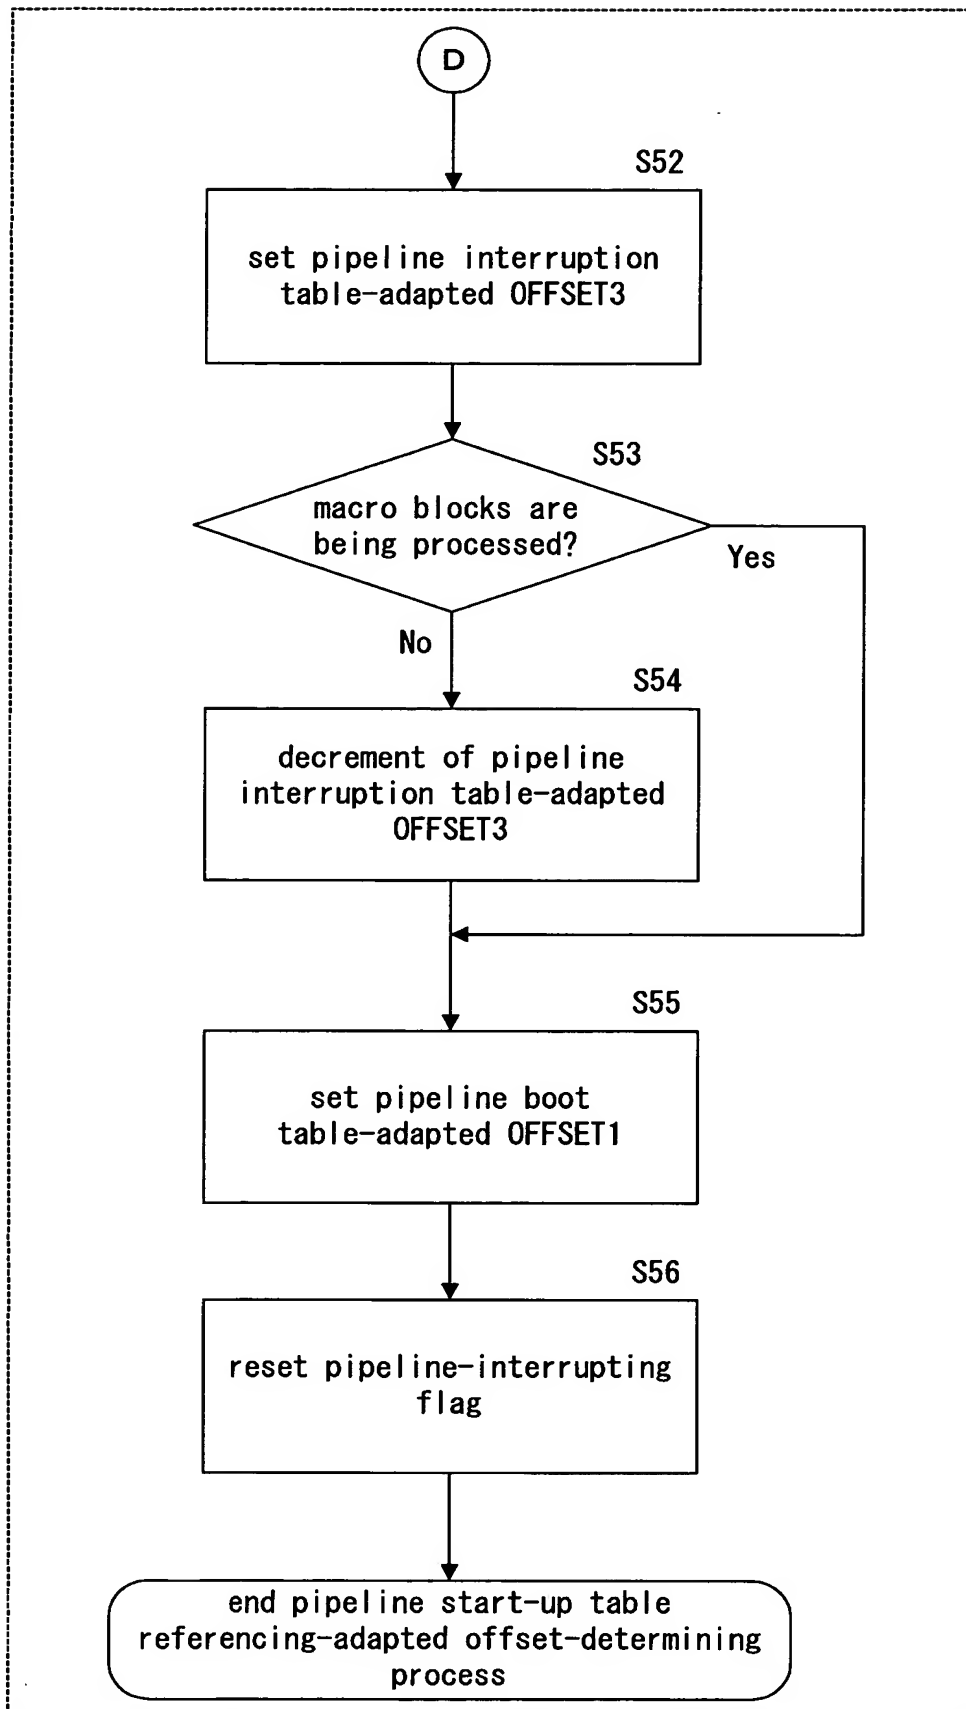 D
S52
set pipeline interruption
table-adapted OFFSET3
S53
macro blocks are
being processed?
Yes
No
S54
decrement of pipeline
interruption table-adapted
OFFSET3
S55
set pipeline boot
table-adapted OFFSET1
S56
reset pipeline-interrupting
flag
end pipeline start-up table
referencing-adapted offset-determining
process